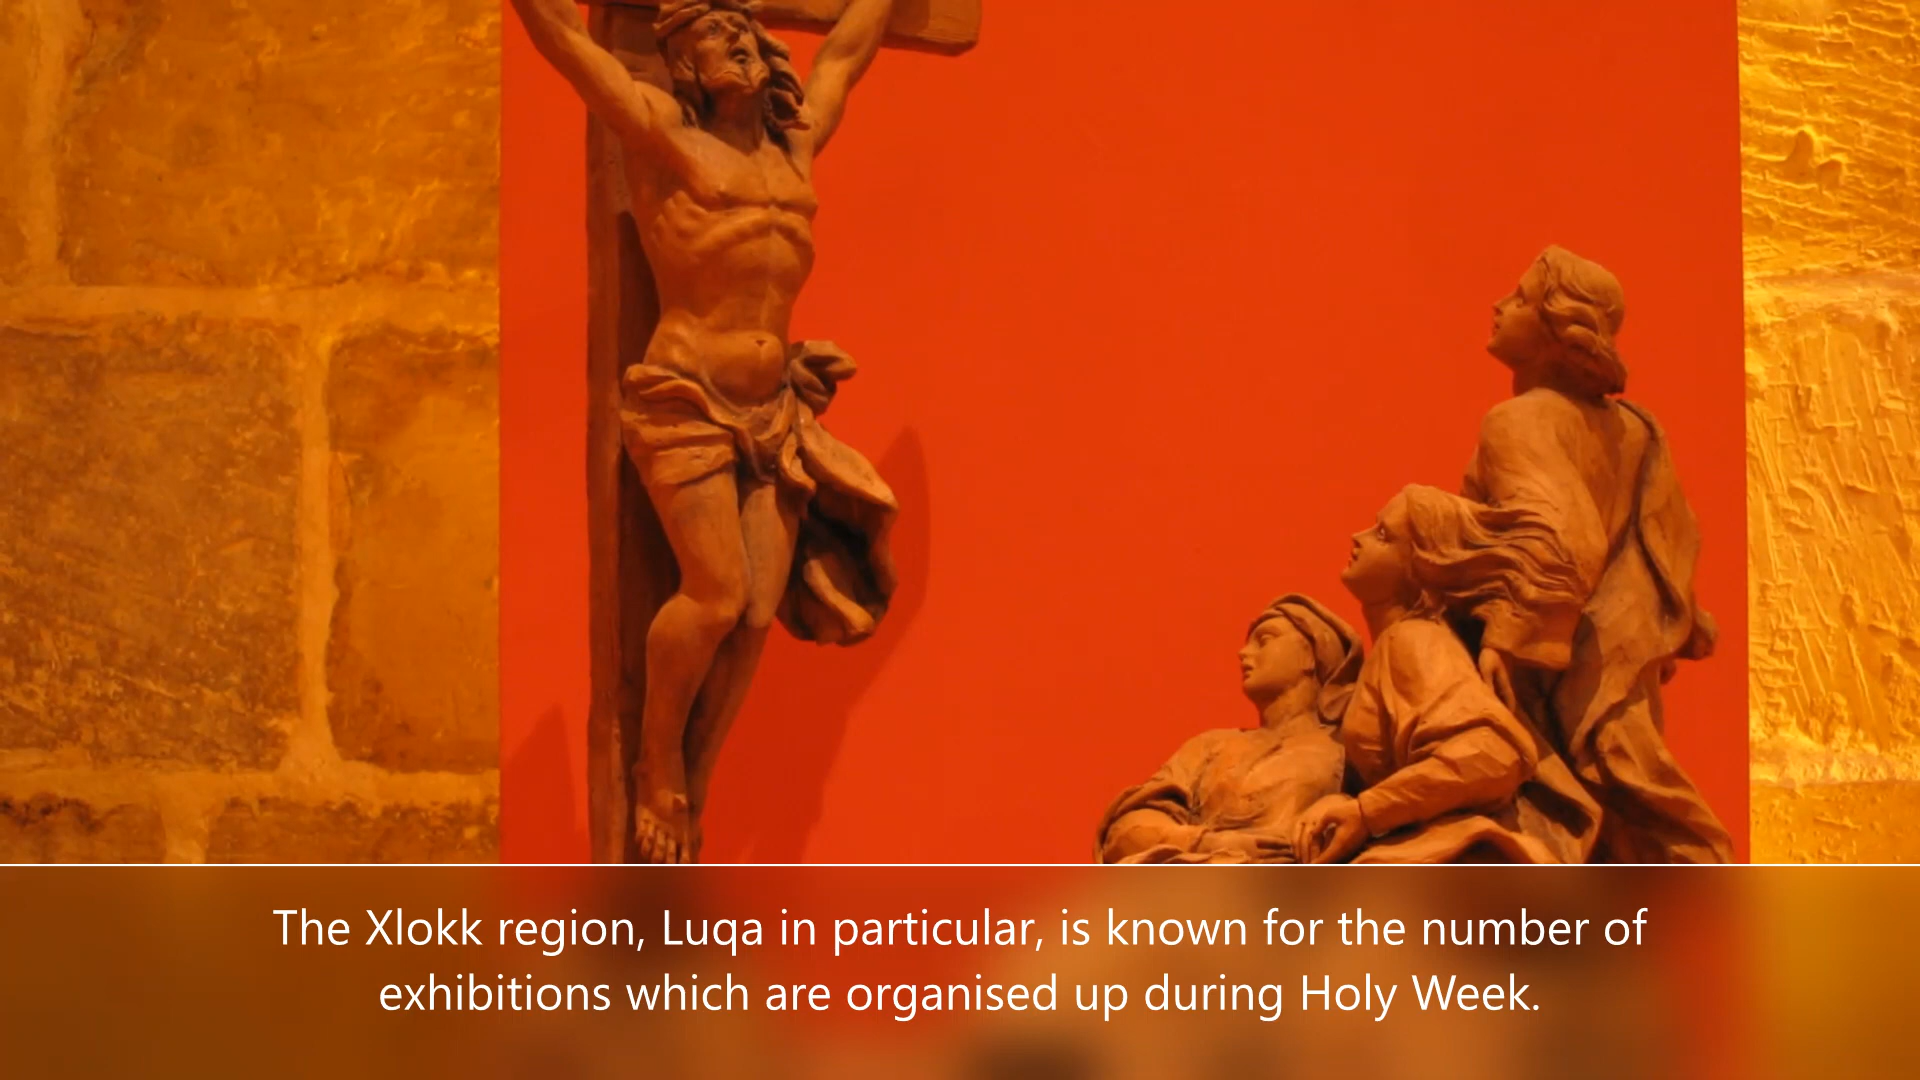 The Xlokk region, Luqa in particular, is known for the number of
exhibitions which are organised up during Holy Week.